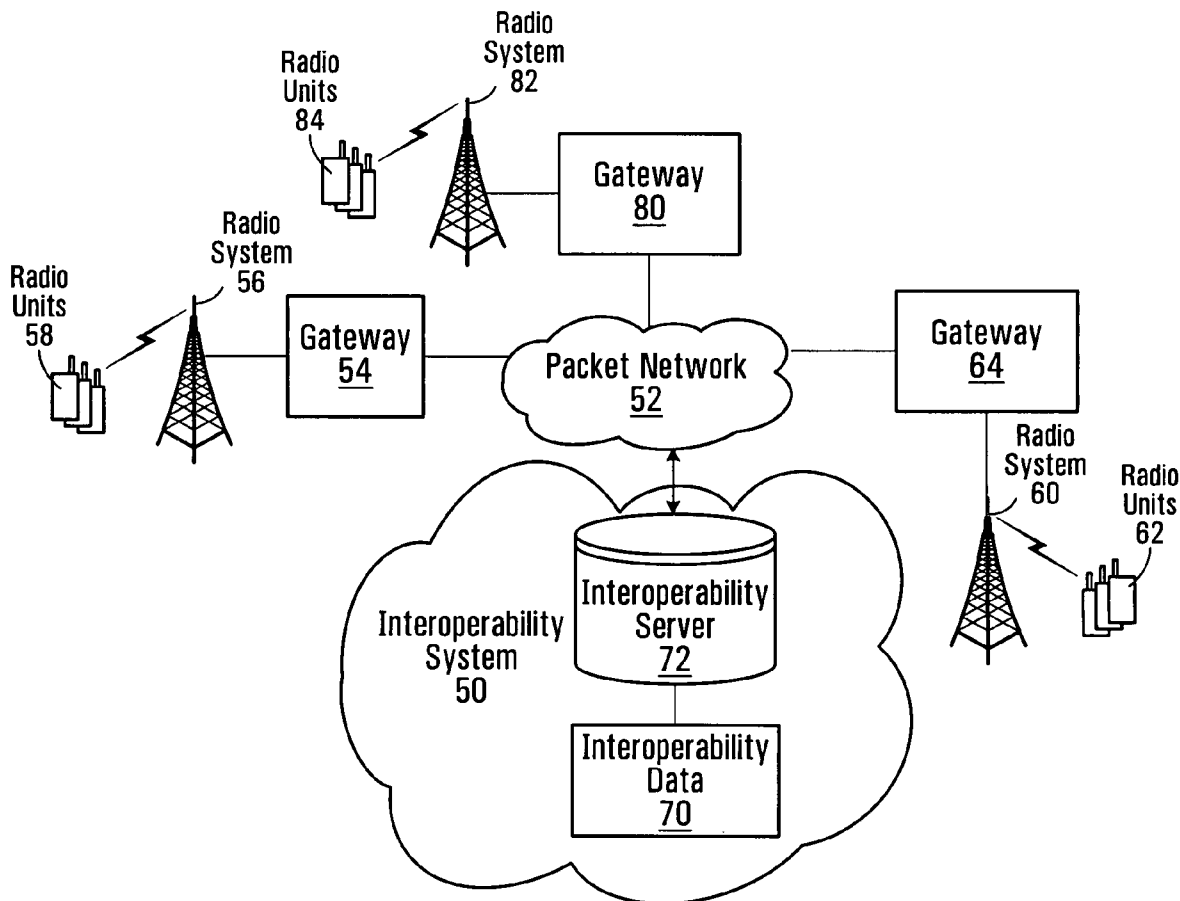 Radio
System
82
Radio
Units
84
Gateway
80
Radio
System
56
Radio
Units
58
Gateway
54
Packet Network
52
Gateway
64
Radio
System
60
Radio
Units
62
Interoperability
System
50
Interoperability
Server
72
Interoperability
Data
70